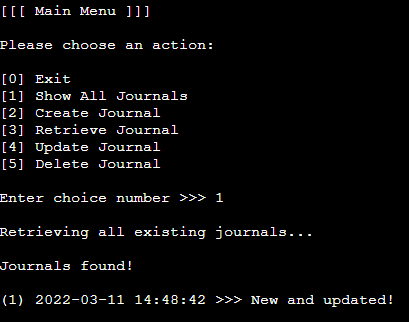 [[[ Main Menu ]]]
Please choose an action:
[0] Exit
[1] Show All Journals
[2] Create Journal
[3] Retrieve Journal
[4] Update Journal
[5] Delete Journal
Enter choice number >>> 1
Retrieving all existing journals...
Journals found!
(1) 2022-03-11 14:48:42 >>> New and updated!